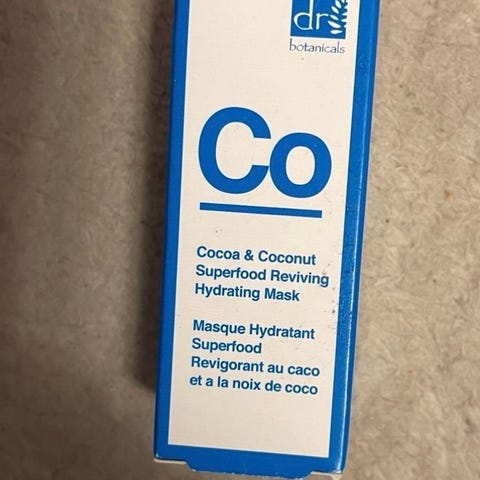 dr
botanicals
Co
Cocoa & Coconut
Superfood Reviving
Hydrating Mask
Masque Hydratant
Superfood
Revigorant au caco
et a la noix de coco